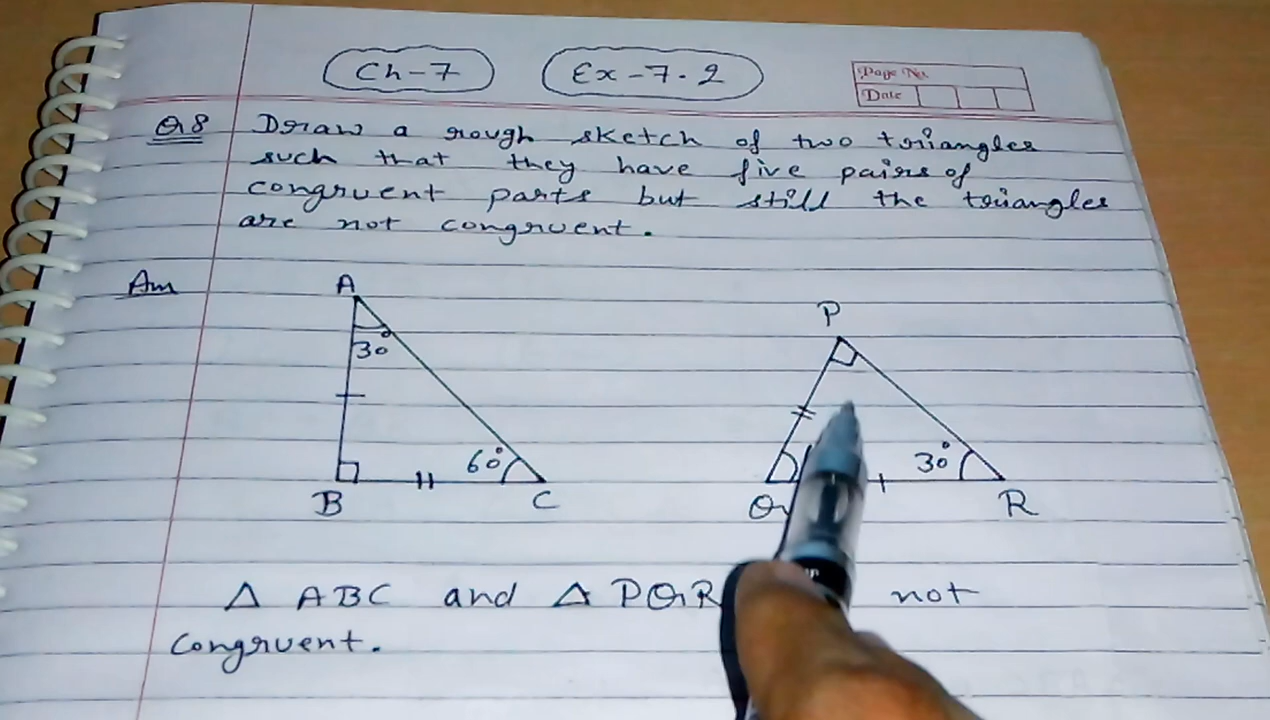 Ch-7 Ex-7.2
Page No.
Date
Q8 Draw a rough sketch of two triangles
such that they have five pairs of
congruent parts but still the triangles
are not congruent.
Ans
A
P
30
60° 30°
B C Q R
△ ABC and △ PQR not
congruent.